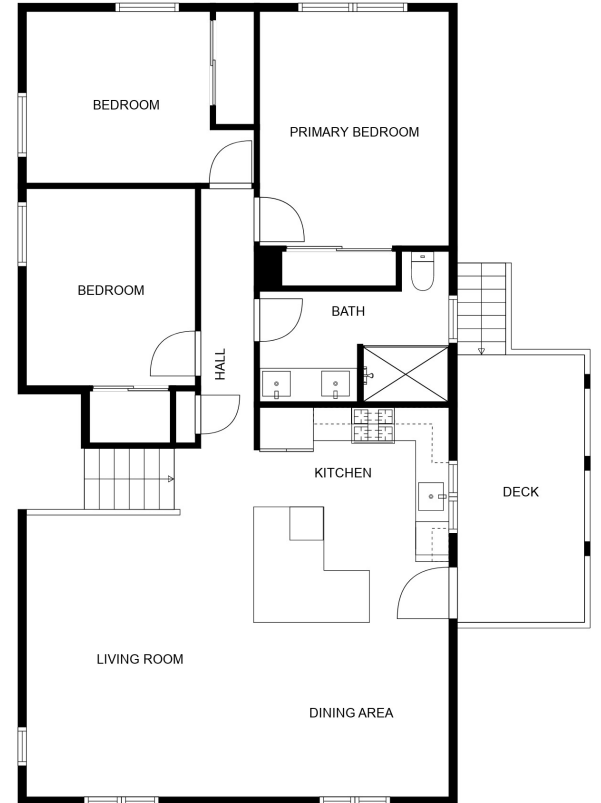 BEDROOM
PRIMARY BEDROOM
BEDROOM
BATH
HALL
KITCHEN
DECK
LIVING ROOM
DINING AREA